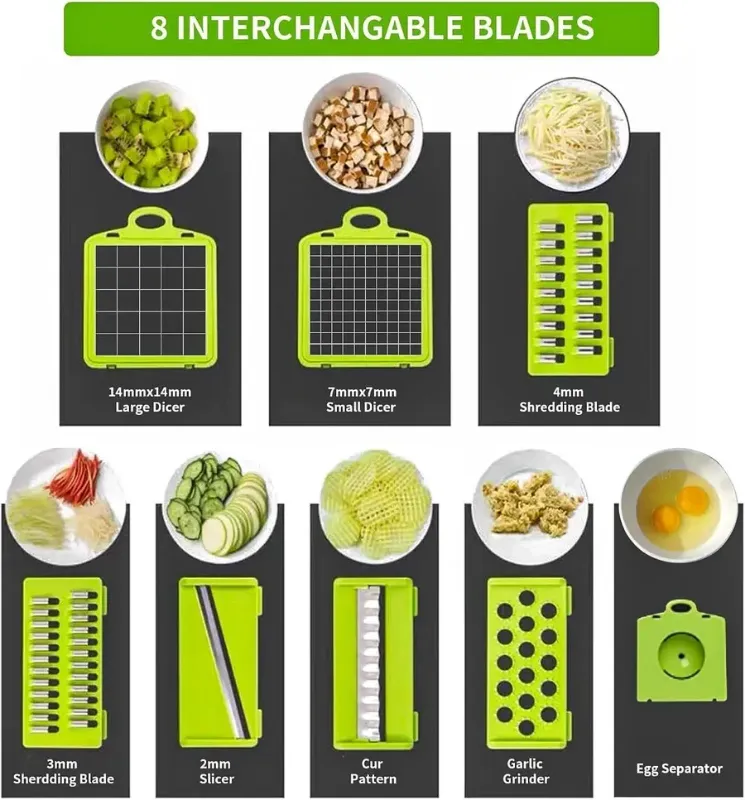 8 INTERCHANGABLE BLADES
14mmx14mm
Large Dicer
7mmx7mm
Small Dicer
4mm
Shredding Blade
3mm
Sherdding Blade
2mm
Slicer
Cur
Pattern
Garlic
Grinder
Egg Separator